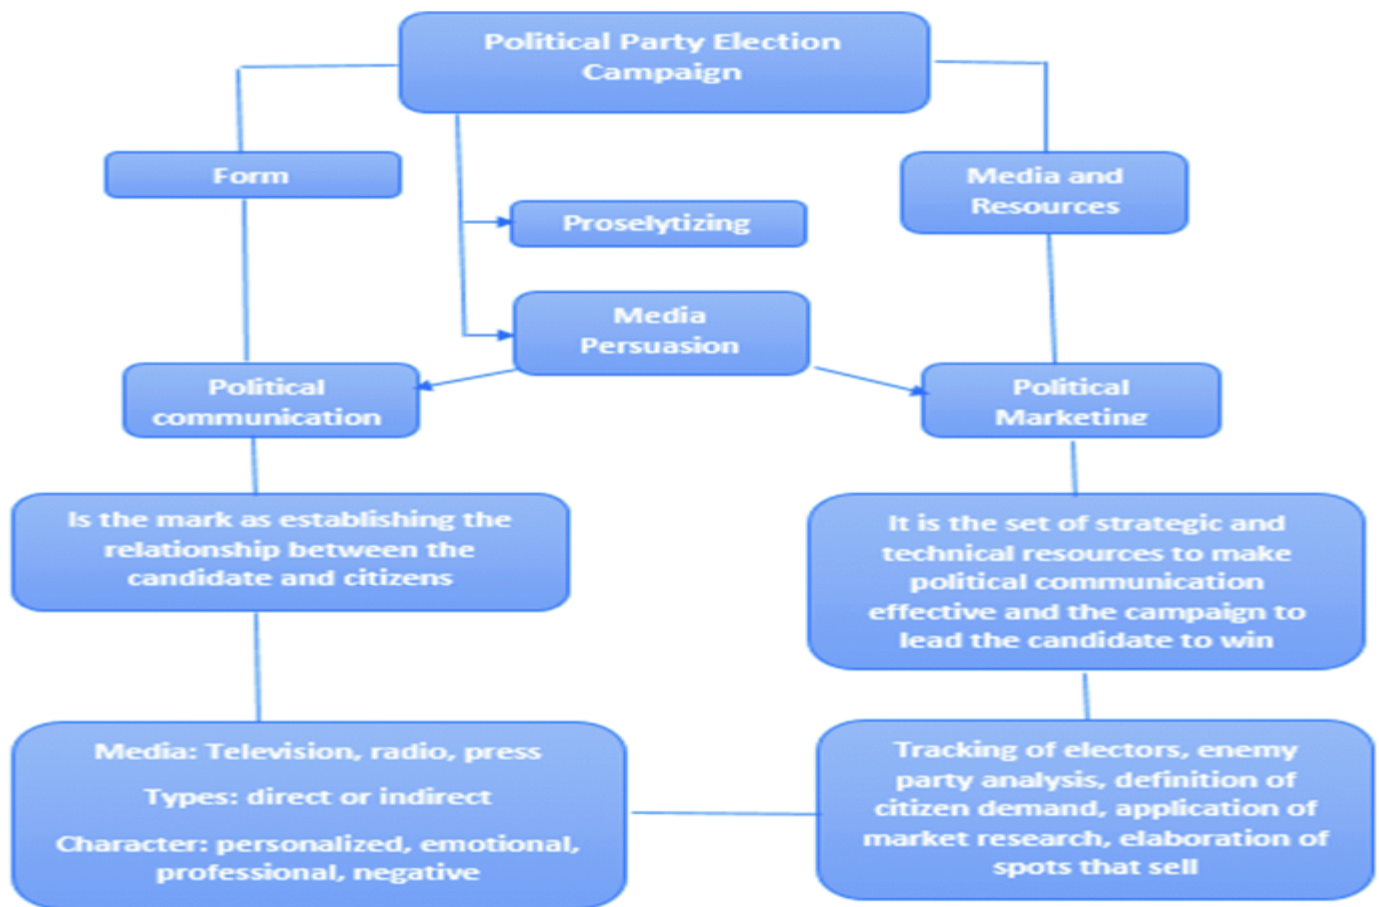 Political Party Election
Campaign
Form
Media and
Resources
Proselytizing
Media
Persuasion
Political
communication
Political
Marketing
Is the mark as establishing the
relationship between the
candidate and citizens
It is the set of strategic and
technical resources to make
political communication
effective and the campaign to
lead the candidate to win
Media: Television, radio, press
Types: direct or indirect
Character: personalized, emotional,
professional, negative
Tracking of electors, enemy
party analysis, definition of
citizen demand, application of
market research, elaboration of
spots that sell